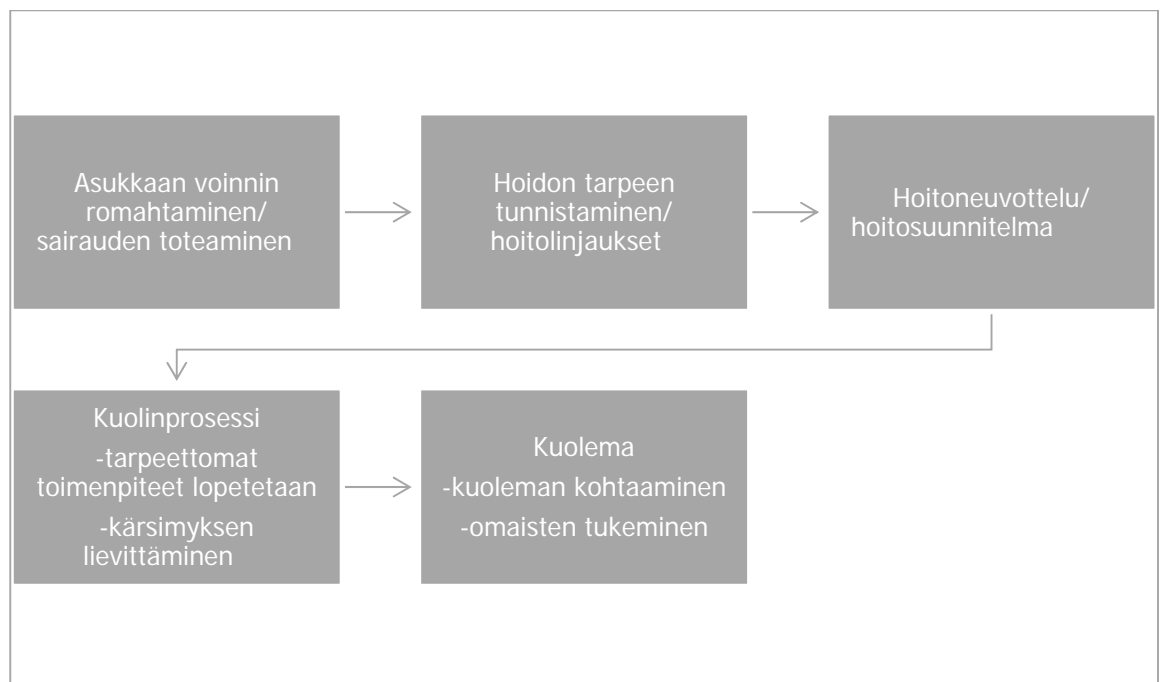 Asukkaan voinnin
romahtaminen/
sairauden toteaminen
Hoidon tarpeen
tunnistaminen/
hoitolinjaukset
Hoitoneuvottelu/
hoitosuunnitelma
Kuolinprosessi
-tarpeettomat
toimenpiteet lopetetaan
-kärsimyksen
lievittäminen
Kuolema
-kuoleman kohtaaminen
-omaisten tukeminen